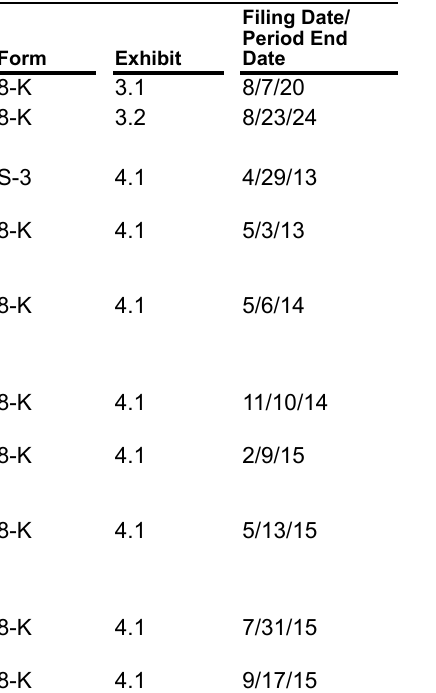 Filing Date/
Period End
Form Exhibit Date
8-K 3.1 8/7/20
8-K 3.2 8/23/24
S-3 4.1 4/29/13
8-K 4.1 5/3/13
8-K 4.1 5/6/14
8-K 4.1 11/10/14
8-K 4.1 2/9/15
8-K 4.1 5/13/15
8-K 4.1 7/31/15
8-K 4.1 9/17/15